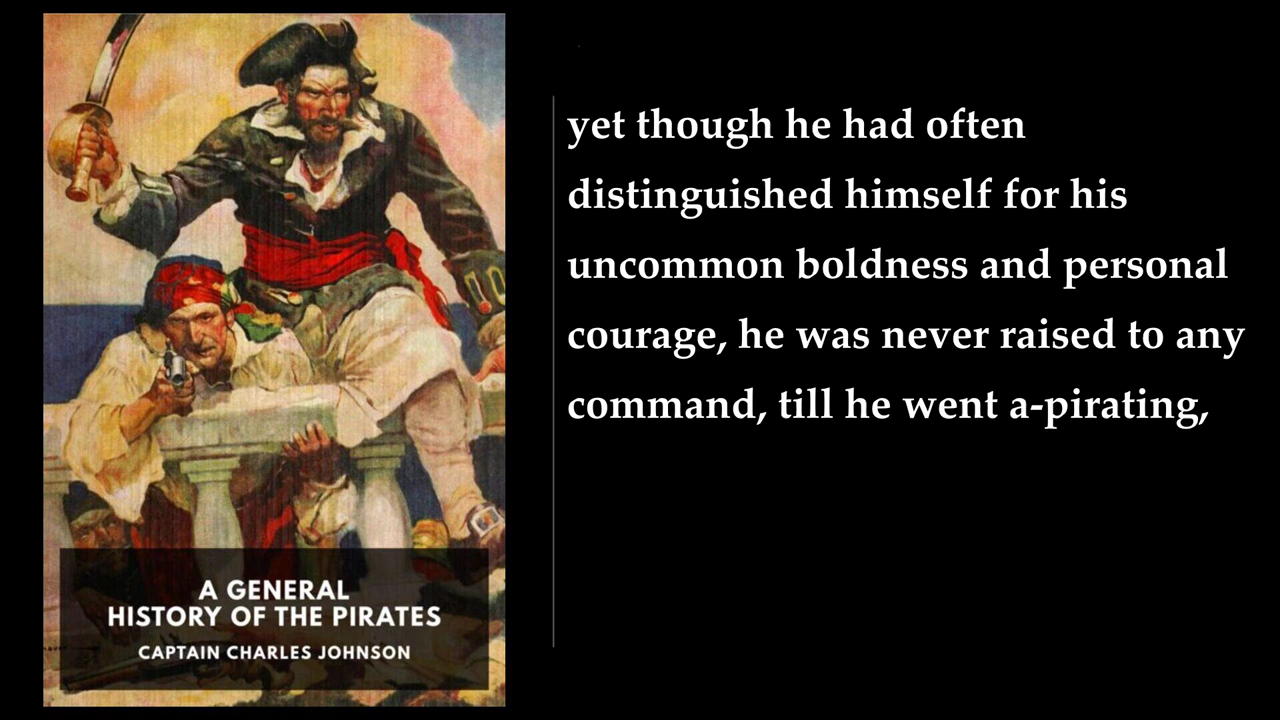 yet though he had often
distinguished himself for his
uncommon boldness and personal
courage, he was never raised to any
command, till he went a-pirating,
A GENERAL
HISTORY OF THE PIRATES
CAPTAIN CHARLES JOHNSON